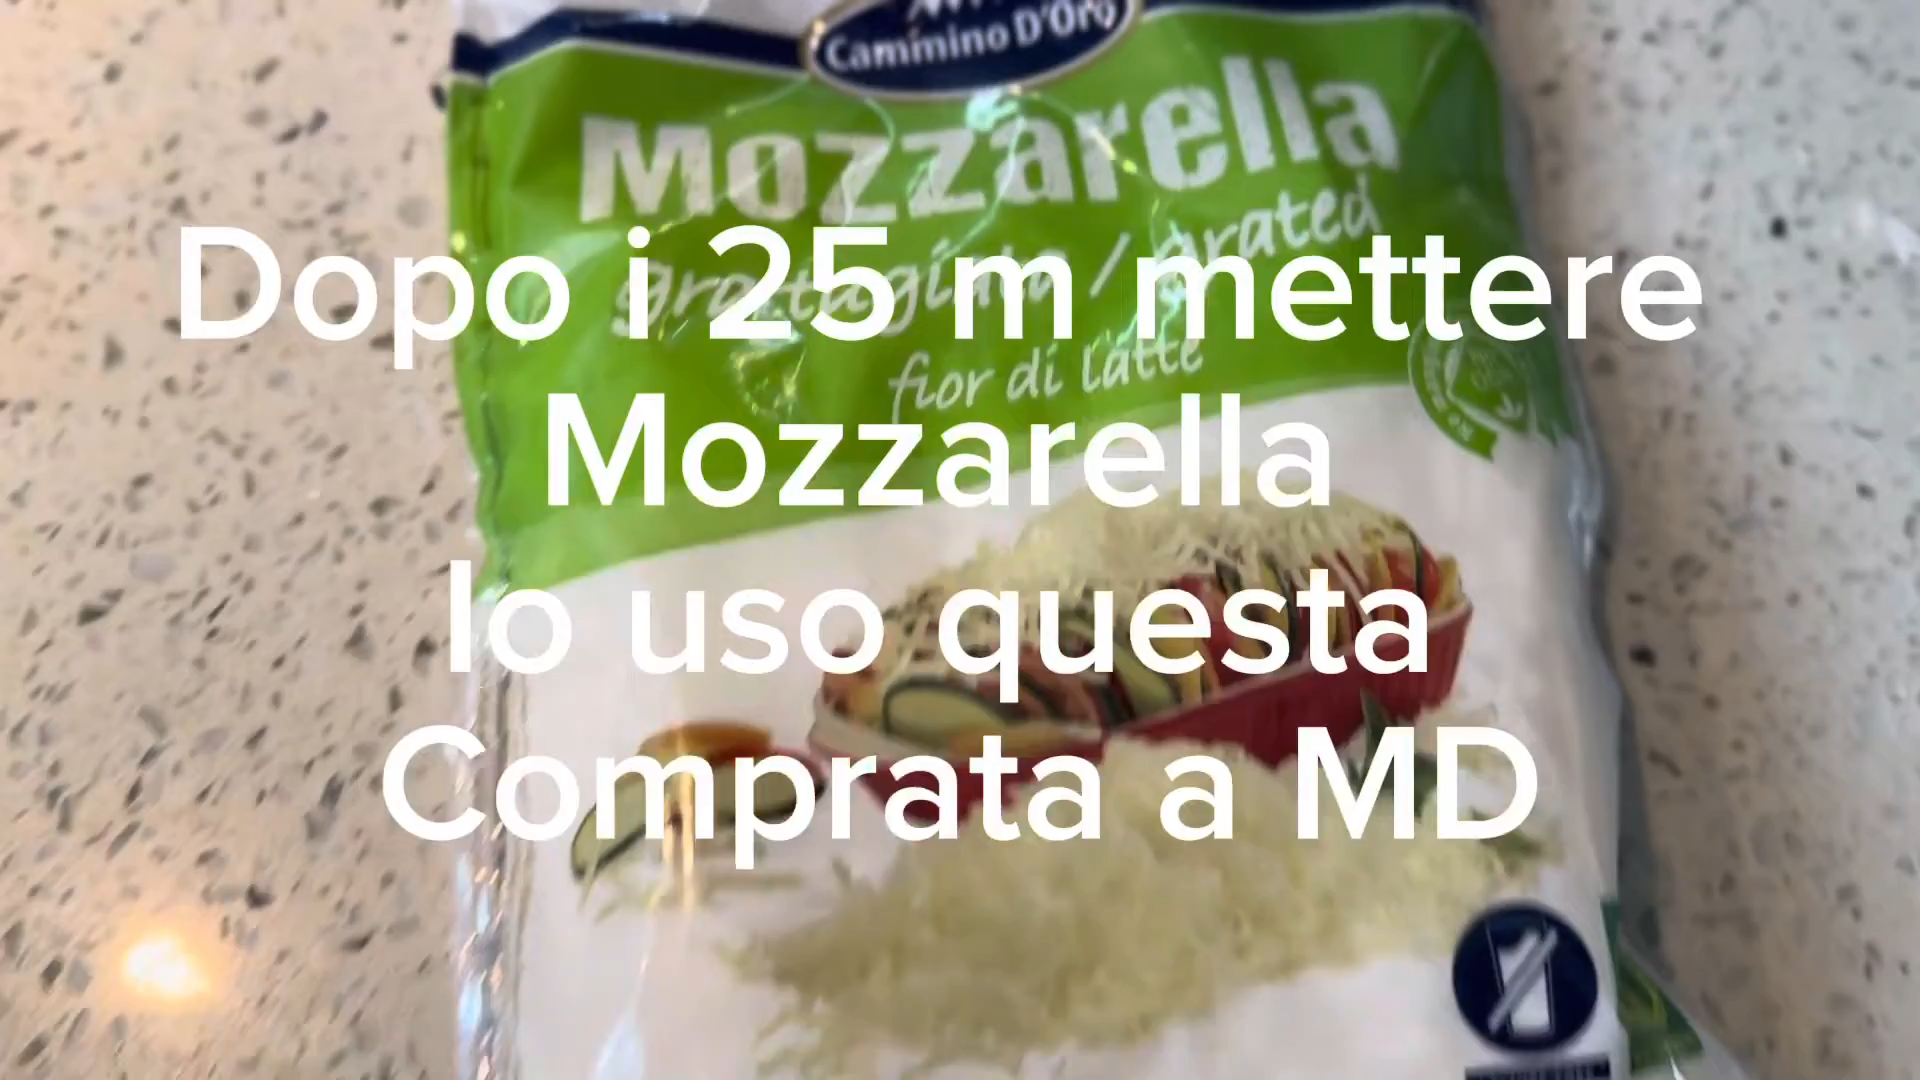 Cammino D'Oro
Mozzarella
grattugiata / grated
fior di latte
Dopo i 25 m mettere
Mozzarella
Io uso questa
Comprata a MD